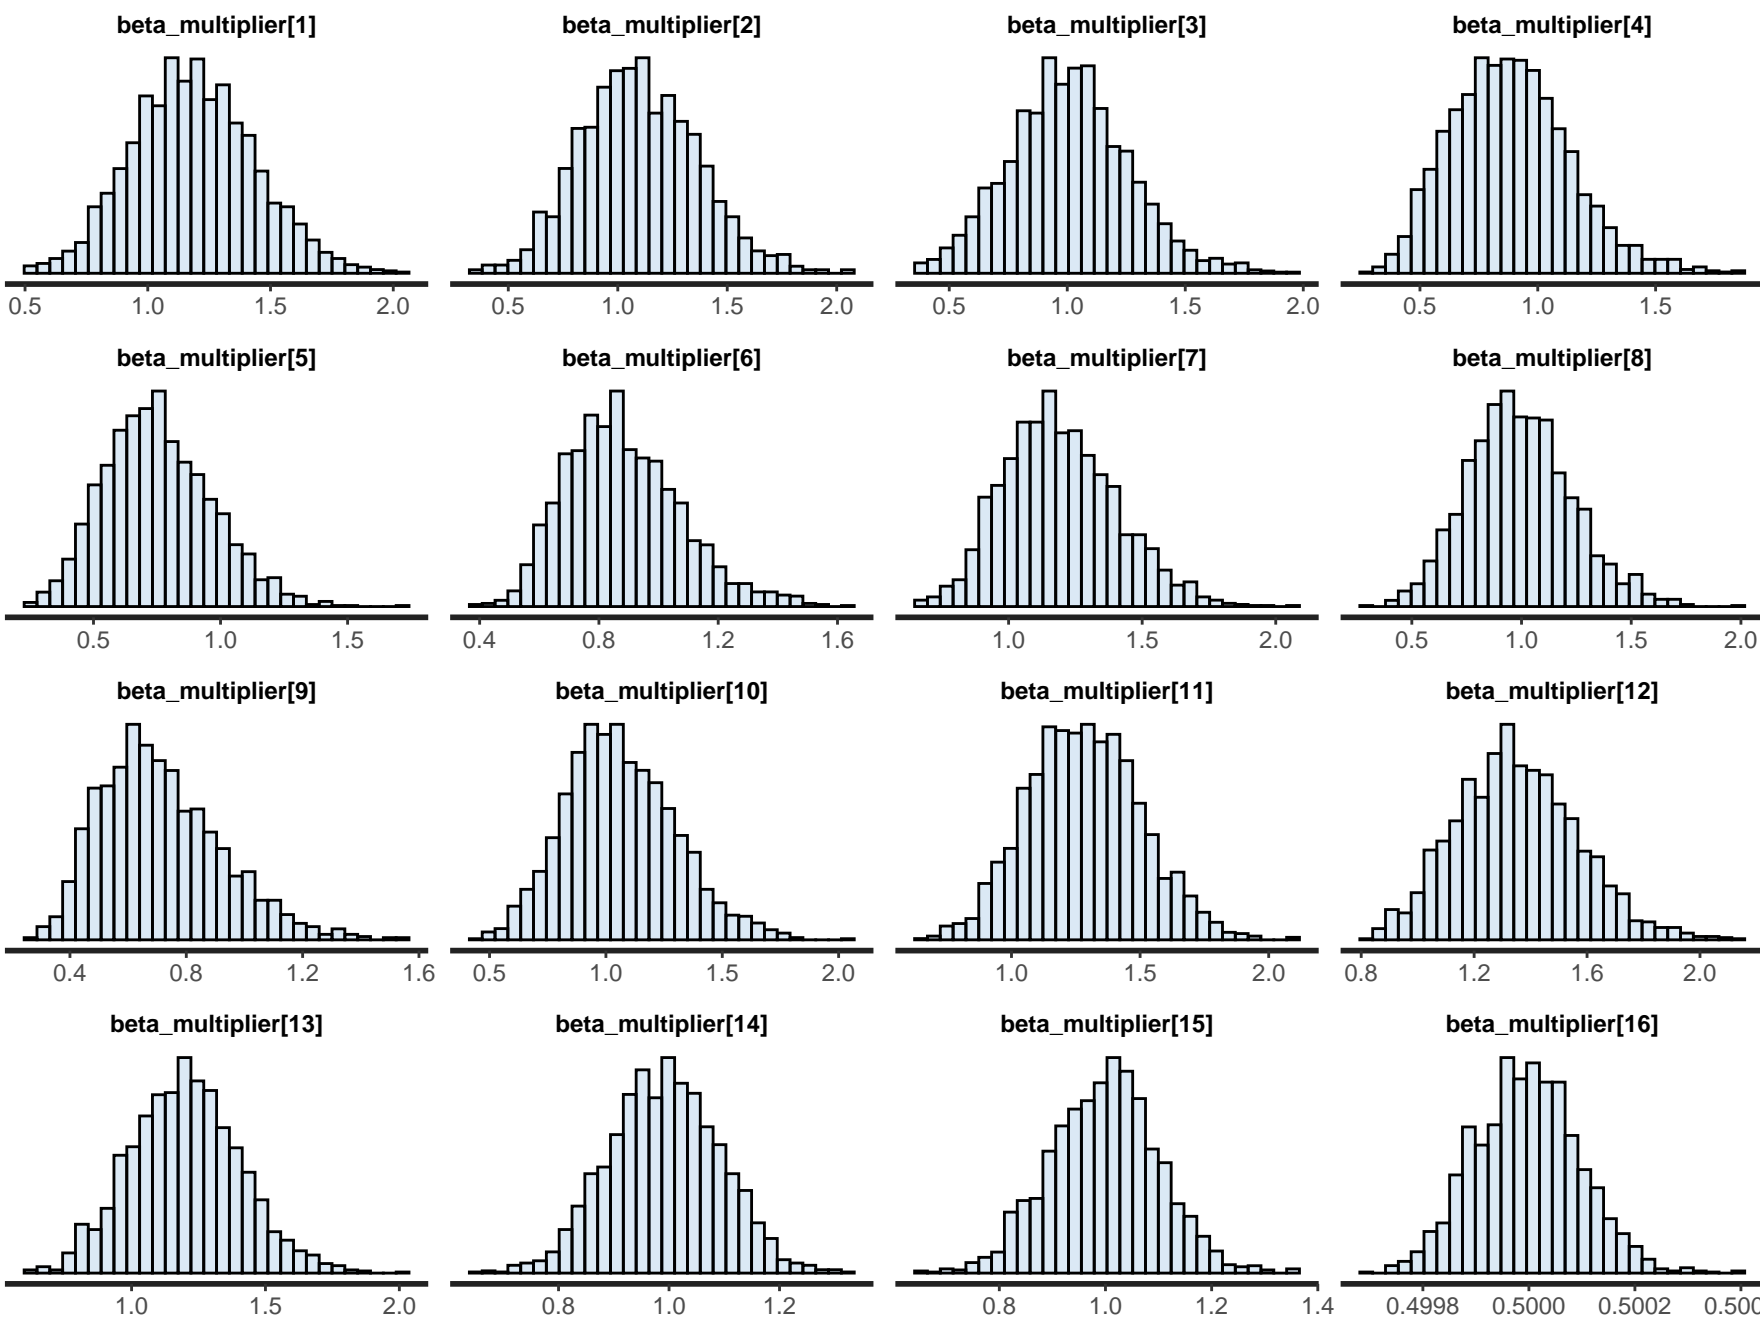 beta_multiplier[1] beta_multiplier[2] beta_multiplier[3] beta_multiplier[4]
0.5 1.0 1.5 2.0 0.5 1.0 1.5 2.0 0.5 1.0 1.5 2.0 0.5 1.0 1.5
beta_multiplier[5] beta_multiplier[6] beta_multiplier[7] beta_multiplier[8]
0.5 1.0 1.5 0.4 0.8 1.2 1.6 1.0 1.5 2.0 0.5 1.0 1.5 2.0
beta_multiplier[9] beta_multiplier[10] beta_multiplier[11] beta_multiplier[12]
0.4 0.8 1.2 1.6 0.5 1.0 1.5 2.0 1.0 1.5 2.0 0.8 1.2 1.6 2.0
beta_multiplier[13] beta_multiplier[14] beta_multiplier[15] beta_multiplier[16]
1.0 1.5 2.0 0.8 1.0 1.2 0.8 1.0 1.2 1.4 0.4998 0.5000 0.5002